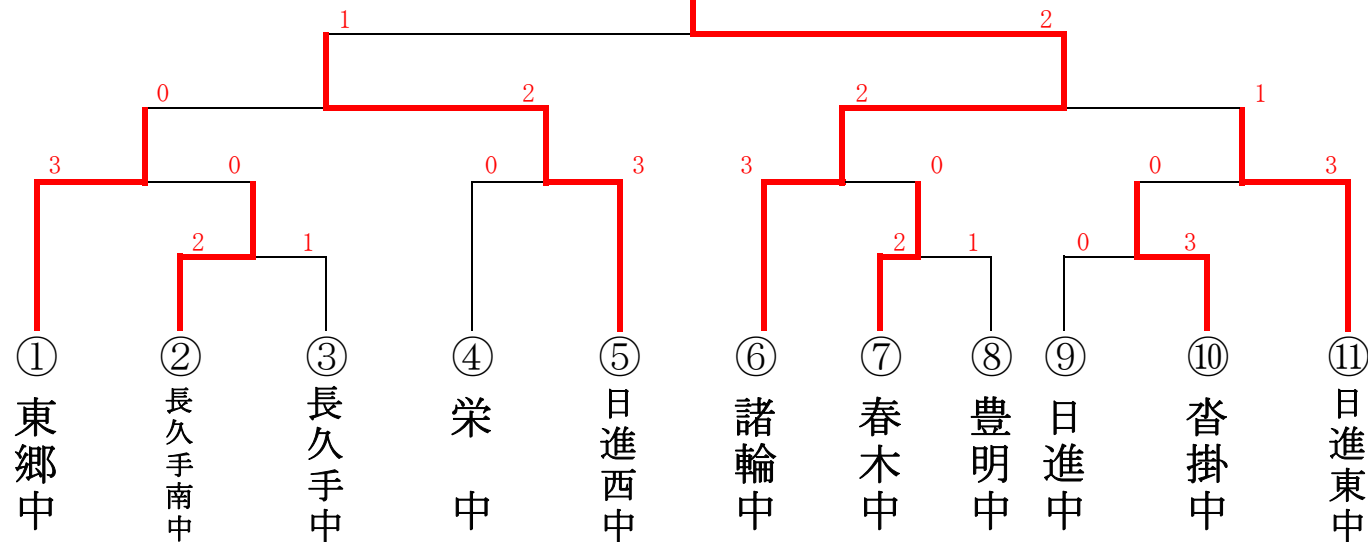 1 2
0 2 2 1
3 0 0 3 3 0 0 3
2 1 2 1 0 3
① ② ③ ④ ⑤ ⑥ ⑦ ⑧ ⑨ ⑩ ⑪
東郷中
長久手南中
長久手中
栄 中
日進西中
諸輪中
春木中
豊明中
日進中
沓掛中
日進東中